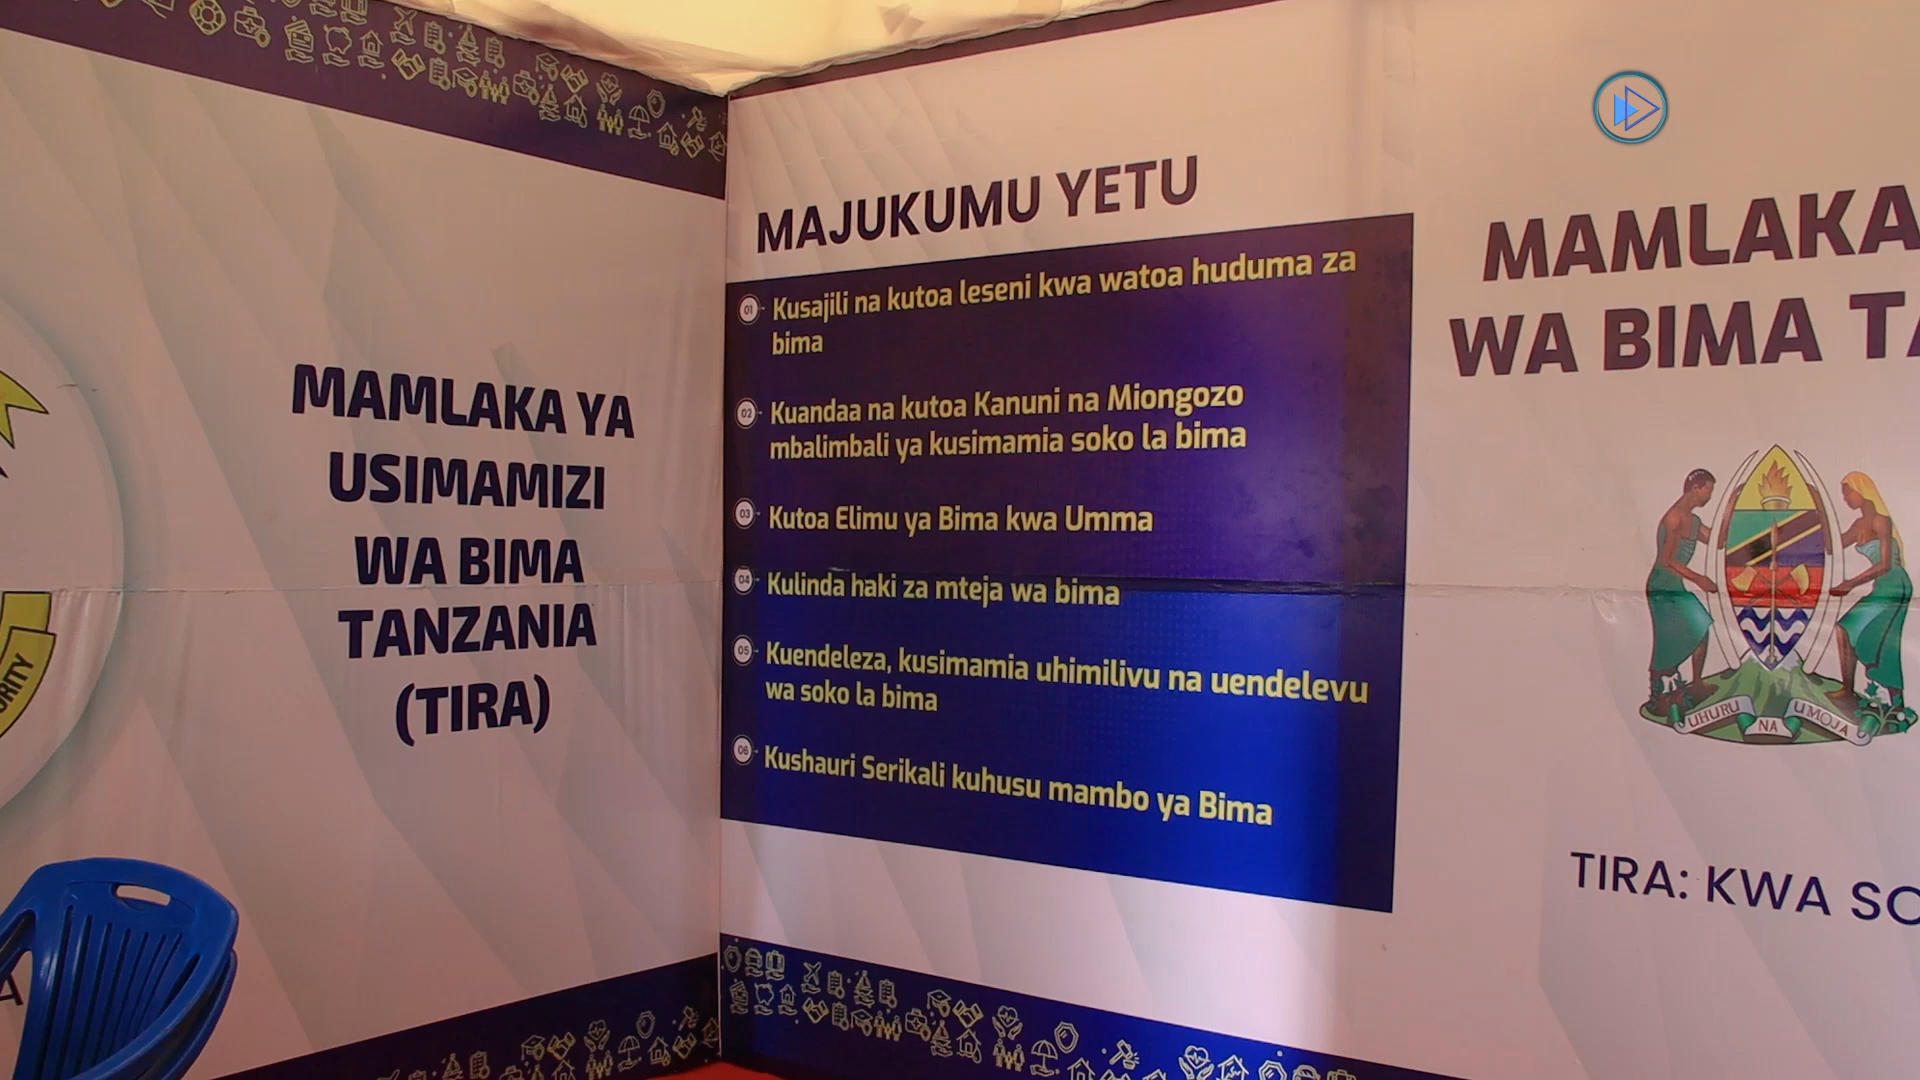 MAMLAKA YA
USIMAMIZI
WA BIMA
TANZANIA
(TIRA)
MAJUKUMU YETU
01 Kusajili na kutoa leseni kwa watoa huduma za
bima
02 Kuandaa na kutoa Kanuni na Miongozo
mbalimbali ya kusimamia soko la bima
03 Kutoa Elimu ya Bima kwa Umma
04 Kulinda haki za mteja wa bima
05 Kuendeleza, kusimamia uhimilivu na uendelevu
wa soko la bima
06 Kushauri Serikali kuhusu mambo ya Bima
MAMLAKA
WA BIMA
UHURU NA UMOJA
TIRA: KWA